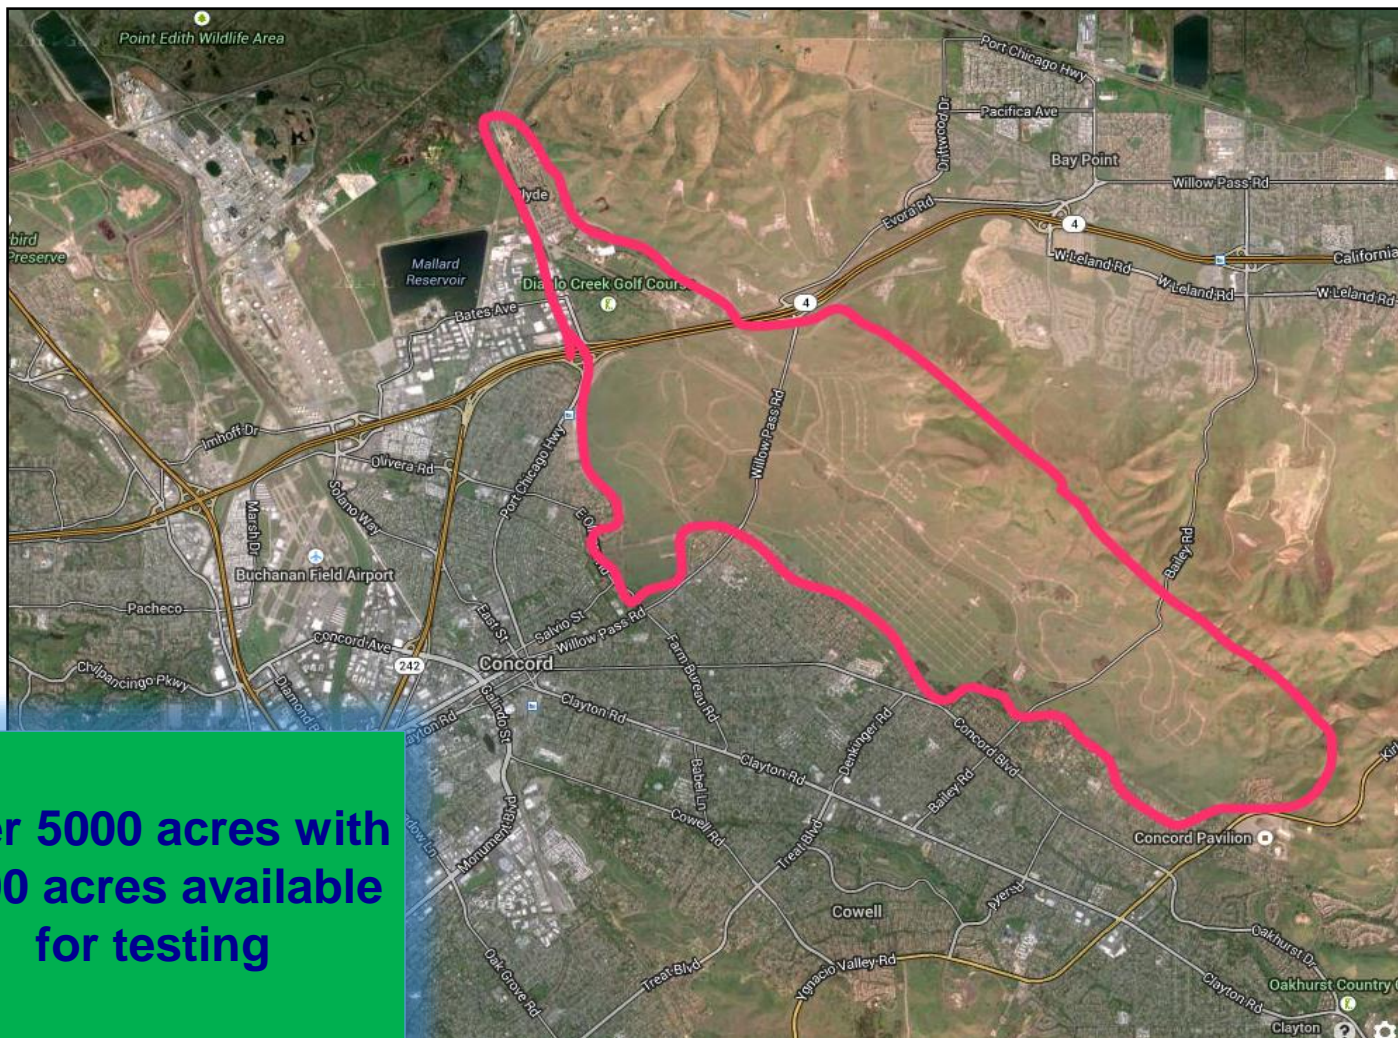 Point Edith Wildlife Area
Port Chicago Hwy
Pacifica Ave
Driftwood Dr
Bay Point
Willow Pass Rd
lyde
Evora Rd
4
bird
Preserve
Mallard
Reservoir
W Leland Rd
California
Diablo Creek Golf Cours
W Leland Rd
W Leland Rd
4
Bates Ave
Willow Pass Rd
Imhoff Dr
Olivera Rd
Port Chicago Hwy
Solano Way
Marsh Dr
Bailey Rd
Buchanan Field Airport
Pacheco
East St
Salvio St
Willow Pass Rd
Concord Ave
242
Concord
Farm Bureau Rd
Chilpancingo Pkwy
Galindo St
Clayton Rd
Clayton Rd
Denkinger Rd
Concord Blvd
Babel Ln
Bailey Rd
Cowell Rd
Treat Blvd
Monument Blvd
Concord Pavilion
er 5000 acres with
00 acres available
for testing
Cowell
Oakhurst Dr
Oak Grove Rd
Treat Blvd
Ygnacio Valley Rd
Clayton Rd
Oakhurst Country C
Clayton
?